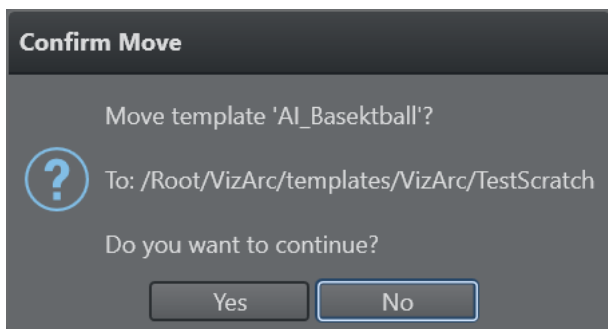 Confirm Move
Move template 'AI_Basektball'?
To: /Root/VizArc/templates/VizArc/TestScratch
Do you want to continue?
Yes
No